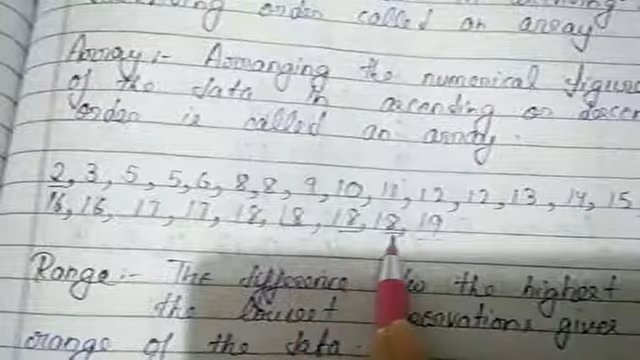 order called an array
Array :- Arranging the numerical figure
of the data in ascending or descen
order is called an array.
2, 3, 5, 5, 6, 8, 8, 9, 10, 11, 12, 12, 13, 14, 15
16, 16, 17, 17, 18, 18, 18, 18, 19
Range :- The difference b/w the highest
the lowest observations gives
range of the data.